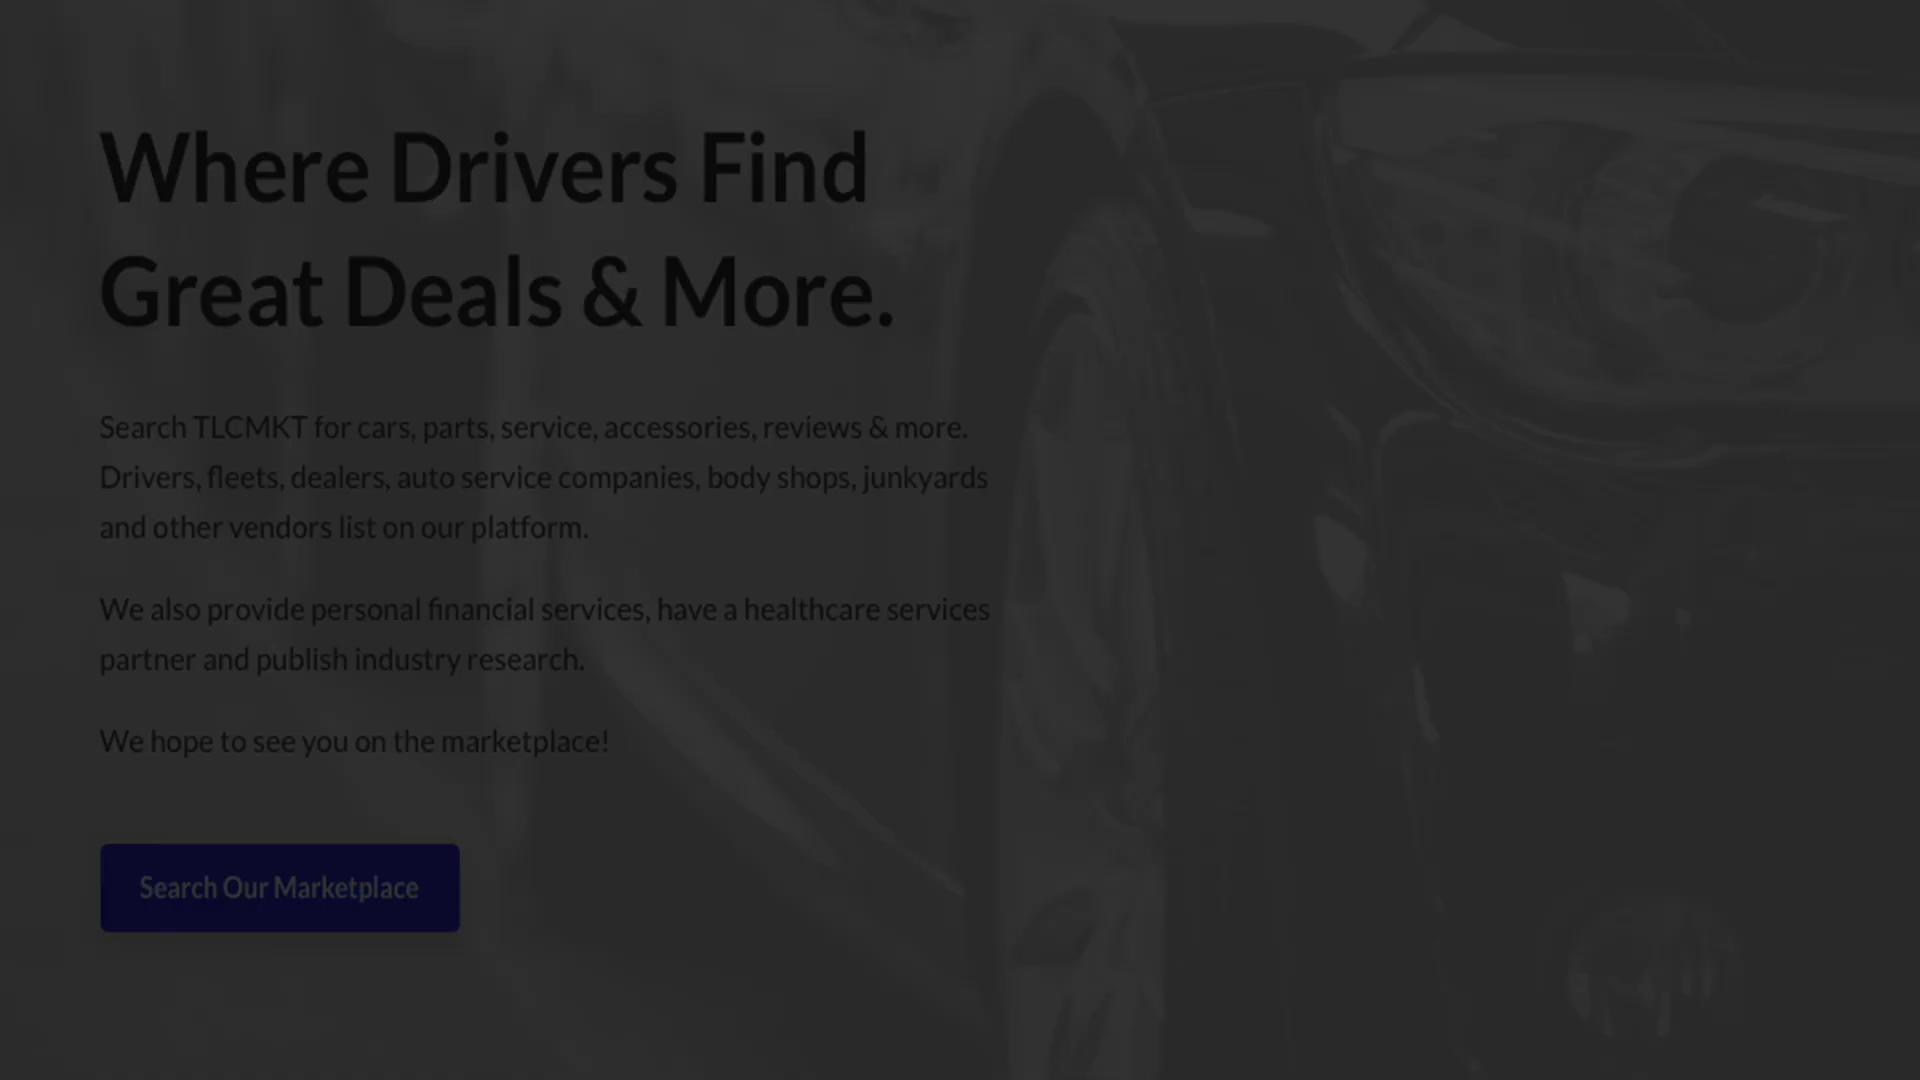 Where Drivers Find
Great Deals & More.
Search TLCMKT for cars, parts, service, accessories, reviews & more.
Drivers, fleets, dealers, auto service companies, body shops, junkyards
and other vendors list on our platform.
We also provide personal financial services, have a healthcare services
partner and publish industry research.
We hope to see you on the marketplace!
Search Our Marketplace